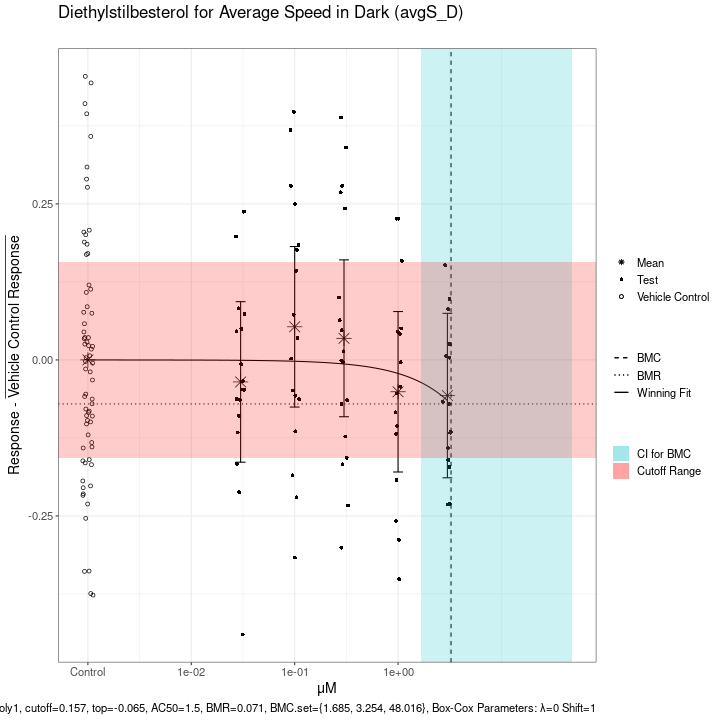 Diethylstilbesterol for Average Speed in Dark (avgS_D)
Response - Vehicle Control Response
0.25
0.00
-0.25
Control
1e-02
1e-01
1e+00
µM
Mean
Test
Vehicle Control
BMC
BMR
Winning Fit
CI for BMC
Cutoff Range
oly1, cutoff=0.157, top=-0.065, AC50=1.5, BMR=0.071, BMC.set={1.685, 3.254, 48.016}, Box-Cox Parameters: λ=0 Shift=1